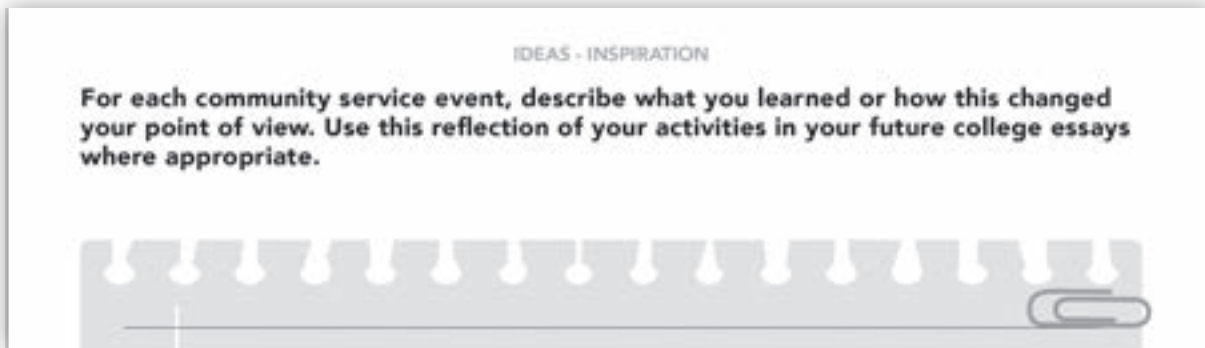 IDEAS - INSPIRATION
For each community service event, describe what you learned or how this changed
your point of view. Use this reflection of your activities in your future college essays
where appropriate.